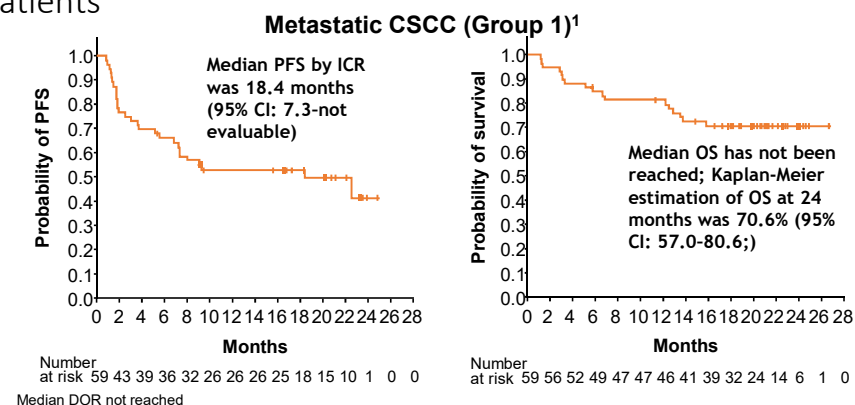 atients
Metastatic CSCC (Group 1)¹
Probability of PFS
1.0
0.9
0.8
0.7
0.6
0.5
0.4
0.3
0.2
0.1
0.0
Median PFS by ICR
was 18.4 months
(95% CI: 7.3-not
evaluable)
0 2 4 6 8 10 12 14 16 18 20 22 24 26 28
Months
Number
at risk 59 43 39 36 32 26 26 26 25 18 15 10 1 0 0
Median DOR not reached
Probability of survival
1.0
0.9
0.8
0.7
0.6
0.5
0.4
0.3
0.2
0.1
0.0
Median OS has not been
reached; Kaplan-Meier
estimation of OS at 24
months was 70.6% (95%
CI: 57.0-80.6;)
0 2 4 6 8 10 12 14 16 18 20 22 24 26 28
Months
Number
at risk 59 56 52 49 47 47 46 41 39 32 24 14 6 1 0